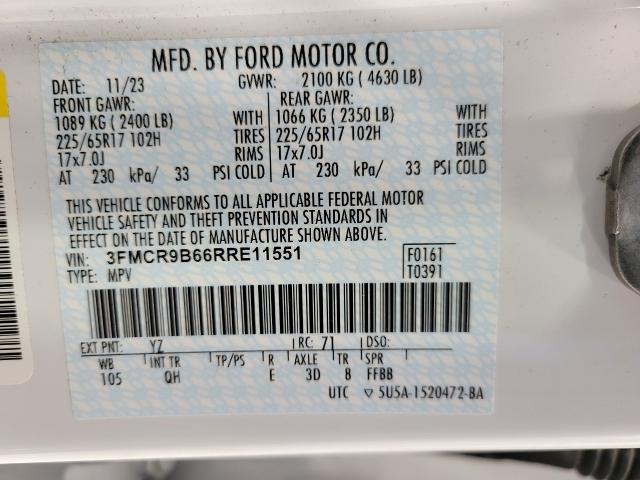 MFD. BY FORD MOTOR CO.
DATE: 11/23 GVWR: 2100 KG ( 4630 LB)
FRONT GAWR: REAR GAWR:
1089 KG ( 2400 LB) WITH 1066 KG ( 2350 LB) WITH
225/65R17 102H TIRES 225/65R17 102H TIRES
17x7.0J RIMS 17x7.0J RIMS
AT 230 kPa/ 33 PSI COLD AT 230 kPa/ 33 PSI COLD
THIS VEHICLE CONFORMS TO ALL APPLICABLE FEDERAL MOTOR
VEHICLE SAFETY AND THEFT PREVENTION STANDARDS IN
EFFECT ON THE DATE OF MANUFACTURE SHOWN ABOVE.
VIN: 3FMCR9B66RRE11551 F0161
TYPE: MPV T0391
EXT PNT: YZ RC: 71 DSO:
WB INT TR TP/PS R AXLE TR SPR
105 QH E 3D 8 FFBB
UTC ▽ 5U5A-1520472-BA